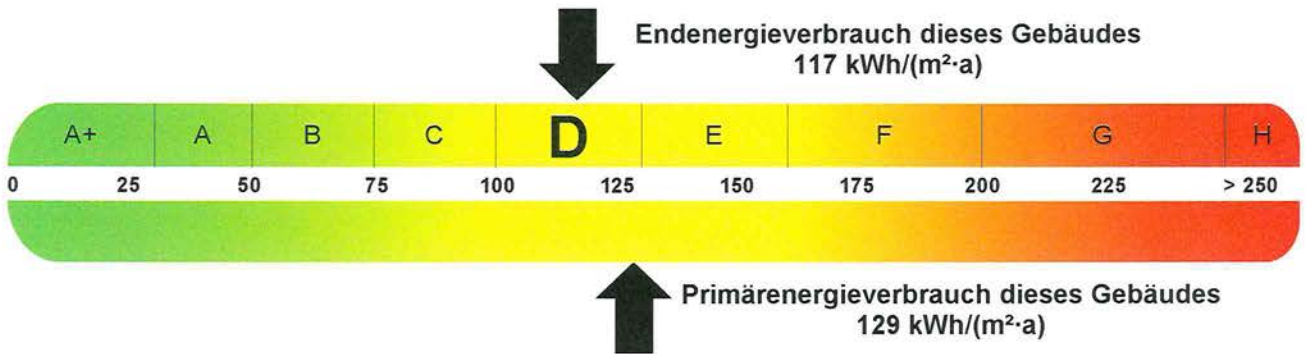 Endenergieverbrauch dieses Gebäudes
117 kWh/(m²·a)
A+ A B C D E F G H
0 25 50 75 100 125 150 175 200 225 > 250
Primärenergieverbrauch dieses Gebäudes
129 kWh/(m²·a)